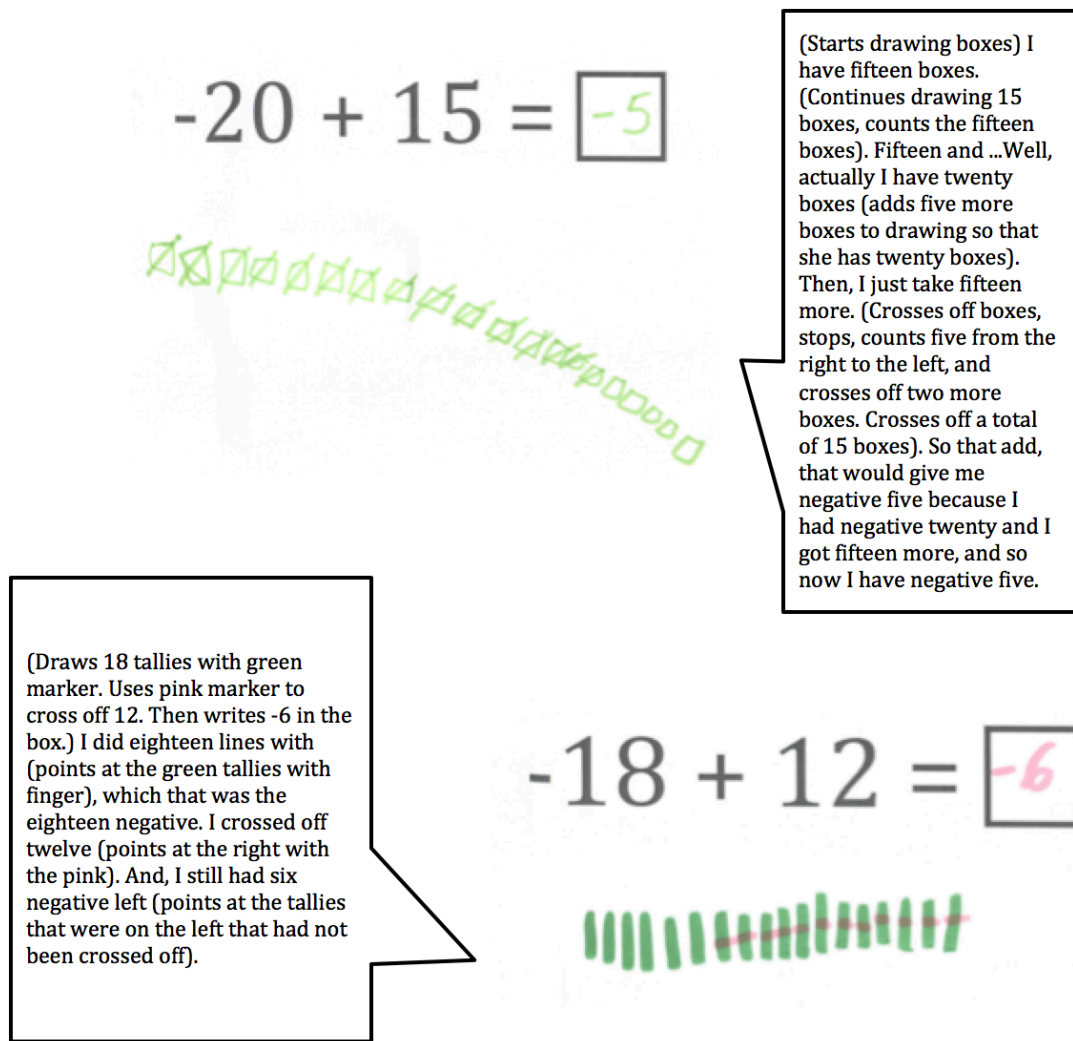 -20 + 15 = -5
(Starts drawing boxes) I
have fifteen boxes.
(Continues drawing 15
boxes, counts the fifteen
boxes). Fifteen and ...Well,
actually I have twenty
boxes (adds five more
boxes to drawing so that
she has twenty boxes).
Then, I just take fifteen
more. (Crosses off boxes,
stops, counts five from the
right to the left, and
crosses off two more
boxes. Crosses off a total
of 15 boxes). So that add,
that would give me
negative five because I
had negative twenty and I
got fifteen more, and so
now I have negative five.
(Draws 18 tallies with green
marker. Uses pink marker to
cross off 12. Then writes -6 in the
box.) I did eighteen lines with
(points at the green tallies with
finger), which that was the
eighteen negative. I crossed off
twelve (points at the right with
the pink). And, I still had six
negative left (points at the tallies
that were on the left that had not
been crossed off).
-18 + 12 = -6